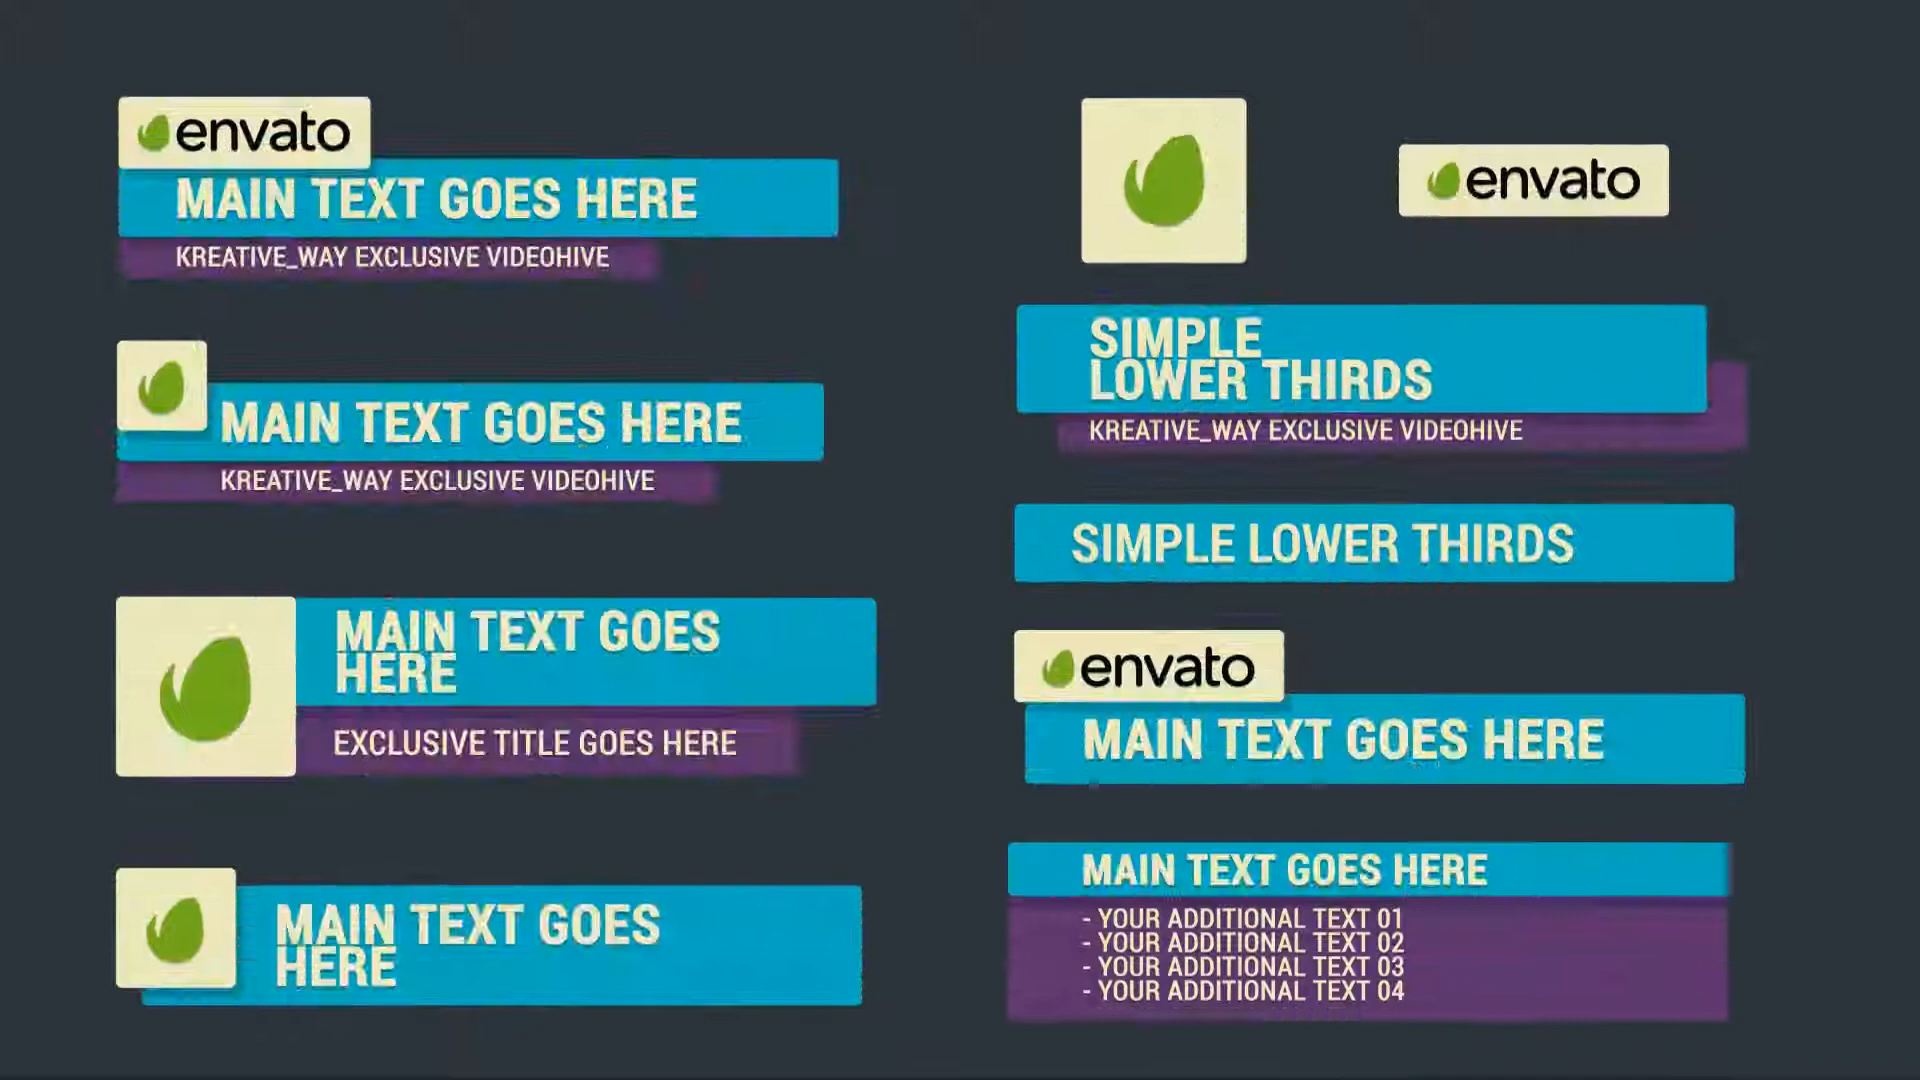 envato
MAIN TEXT GOES HERE
KREATIVE_WAY EXCLUSIVE VIDEOHIVE
MAIN TEXT GOES HERE
KREATIVE_WAY EXCLUSIVE VIDEOHIVE
MAIN TEXT GOES
HERE
EXCLUSIVE TITLE GOES HERE
MAIN TEXT GOES
HERE
envato
SIMPLE
LOWER THIRDS
KREATIVE_WAY EXCLUSIVE VIDEOHIVE
SIMPLE LOWER THIRDS
envato
MAIN TEXT GOES HERE
MAIN TEXT GOES HERE
- YOUR ADDITIONAL TEXT 01
- YOUR ADDITIONAL TEXT 02
- YOUR ADDITIONAL TEXT 03
- YOUR ADDITIONAL TEXT 04